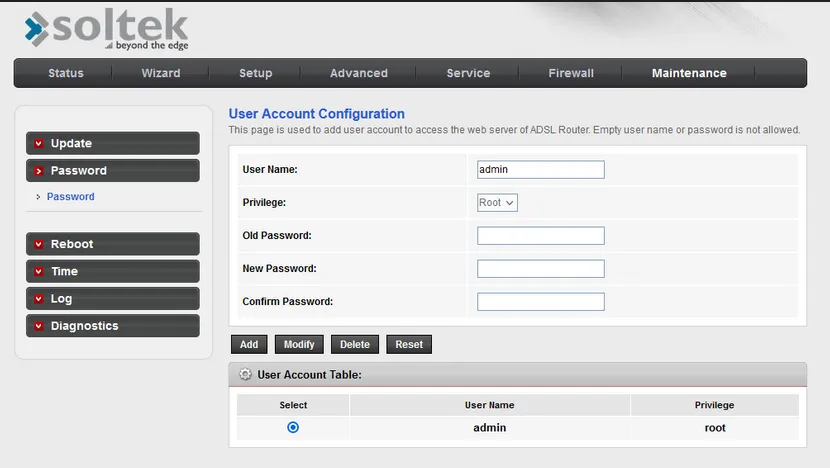 soltek
beyond the edge
Status Wizard Setup Advanced Service Firewall Maintenance
Update
Password
Password
Reboot
Time
Log
Diagnostics
User Account Configuration
This page is used to add user account to access the web server of ADSL Router. Empty user name or password is not allowed.
User Name: admin
Privilege: Root
Old Password:
New Password:
Confirm Password:
Add Modify Delete Reset
User Account Table:
Select User Name Privilege
admin root